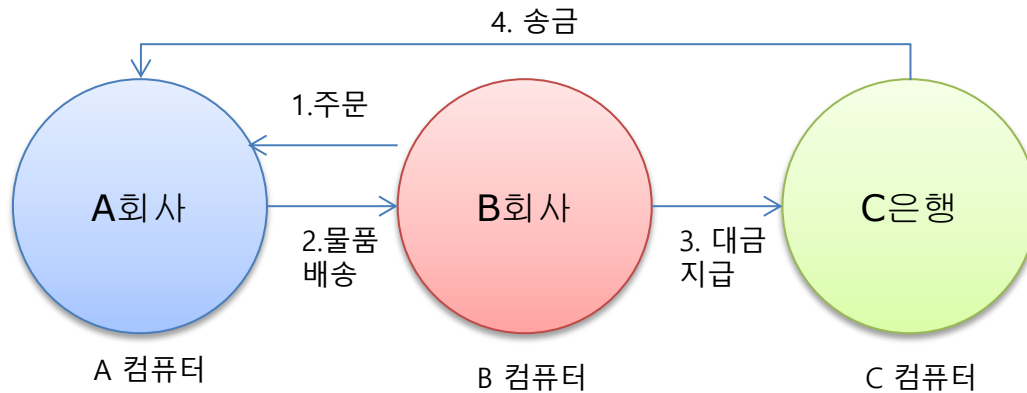 4. 송금
1.주문
A회사
B회사
C은행
2.물품
배송
3. 대금
지급
A 컴퓨터
B 컴퓨터
C 컴퓨터